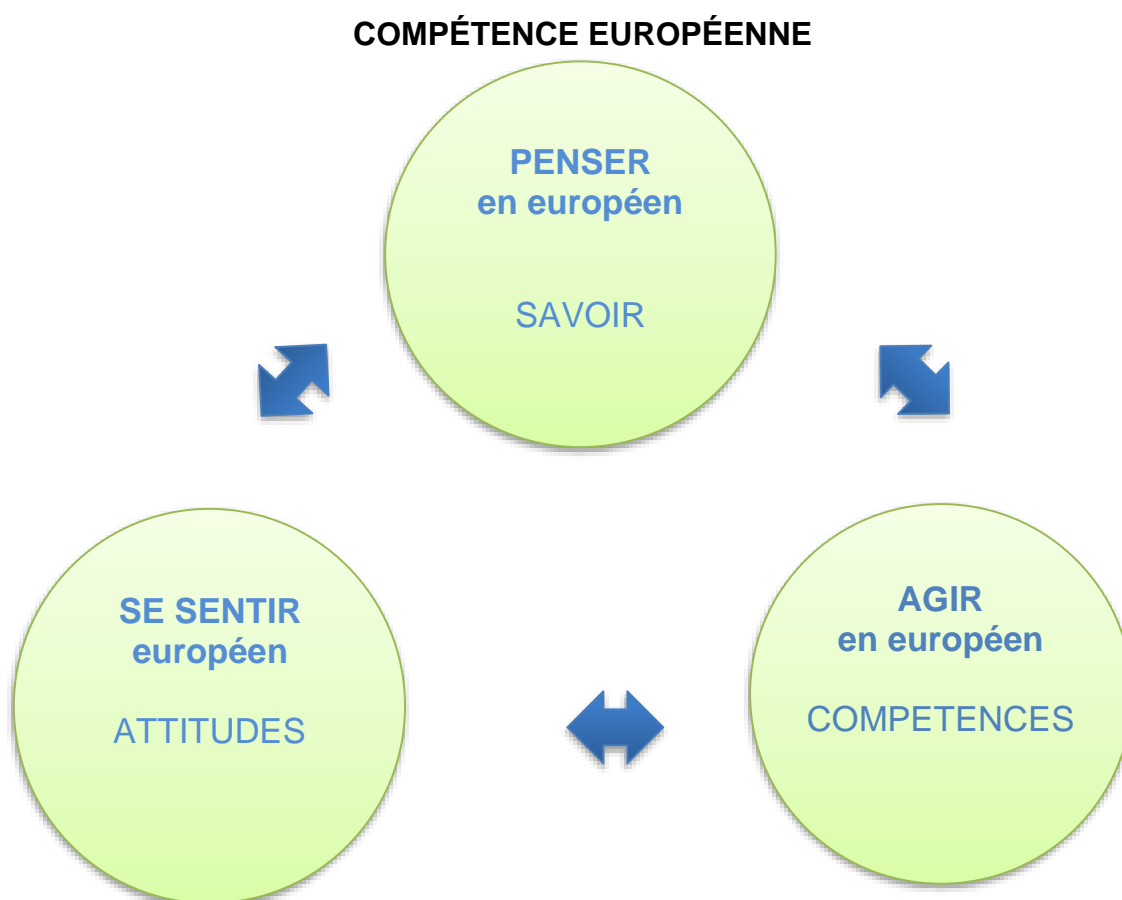 COMPÉTENCE EUROPÉENNE
PENSER
en européen
SAVOIR
SE SENTIR
européen
ATTITUDES
AGIR
en européen
COMPETENCES